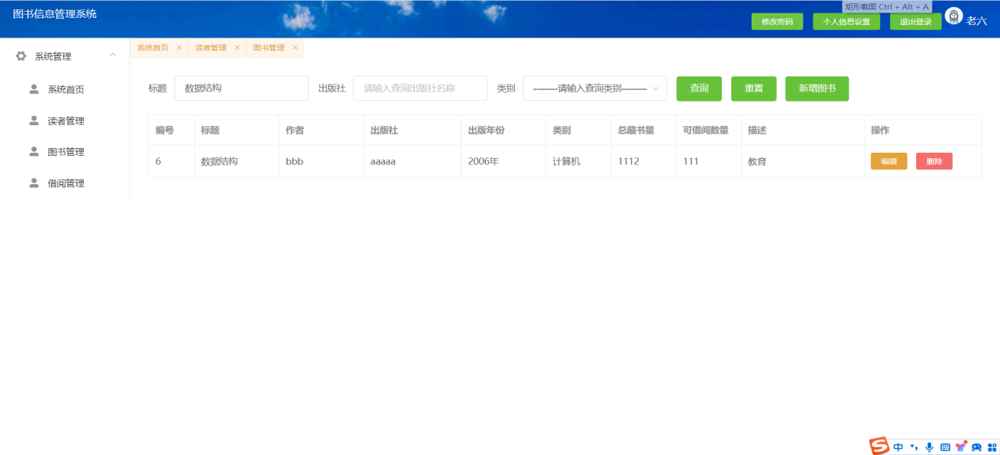 图书信息管理系统
矩形截图 Ctrl + Alt + A
修改密码 个人信息设置 退出登录 老六
系统管理
系统首页
读者管理
图书管理
借阅管理
系统首页 × 读者管理 × 图书管理 ×
标题 数据结构 出版社 请输入查询出版社名称 类别 --------请输入查询类别-------- 查询 重置 新增图书
编号 标题 作者 出版社 出版年份 类别 总藏书量 可借阅数量 描述 操作
6 数据结构 bbb aaaaa 2006年 计算机 1112 111 教育 编辑 删除
S 中